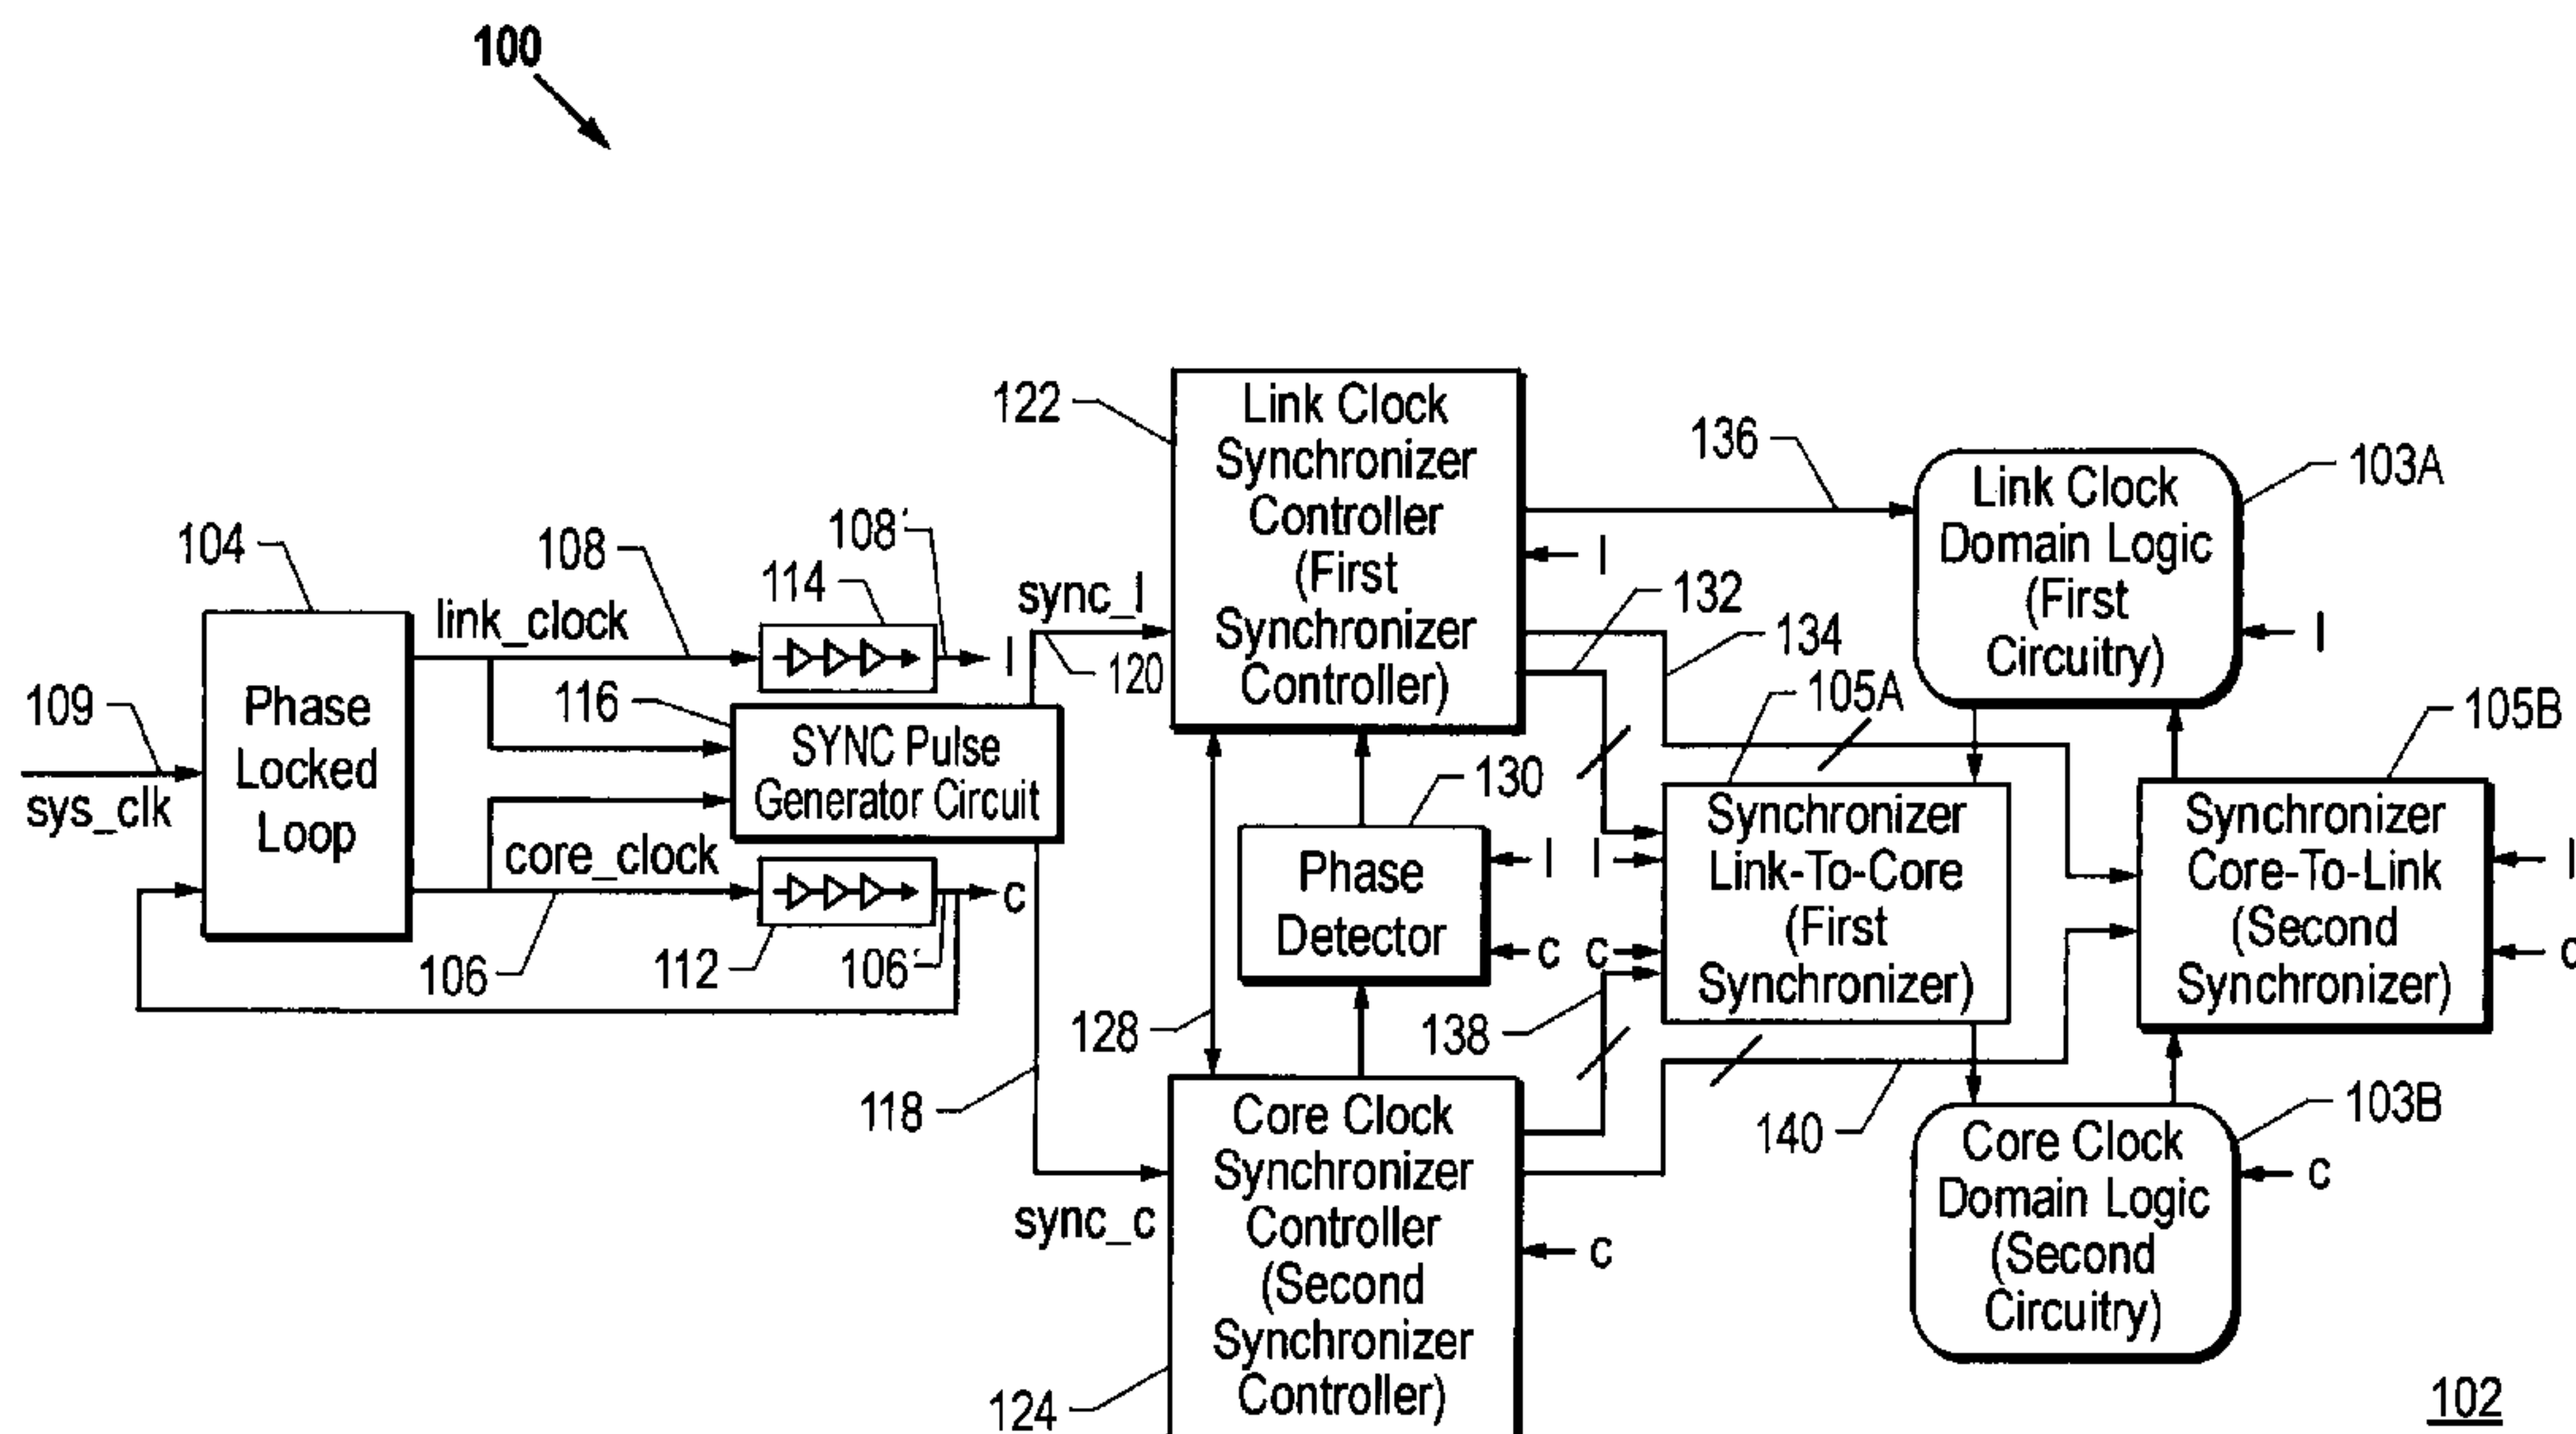 100
122
Link Clock
Synchronizer
Controller
(First
Synchronizer
Controller)
136
Link Clock
Domain Logic
(First
Circuitry)
103A
104
108
108'
114
link_clock
sync_l
120
l
l
132
134
l
109
sys_clk
Phase
Locked
Loop
116
SYNC Pulse
Generator Circuit
105A
105B
130
Phase
Detector
l
l
c
c
Synchronizer
Link-To-Core
(First
Synchronizer)
Synchronizer
Core-To-Link
(Second
Synchronizer)
l
c
core_clock
c
106
112
106'
128
138
118
140
103B
sync_c
Core Clock
Synchronizer
Controller
(Second
Synchronizer
Controller)
c
Core Clock
Domain Logic
(Second
Circuitry)
c
124
102